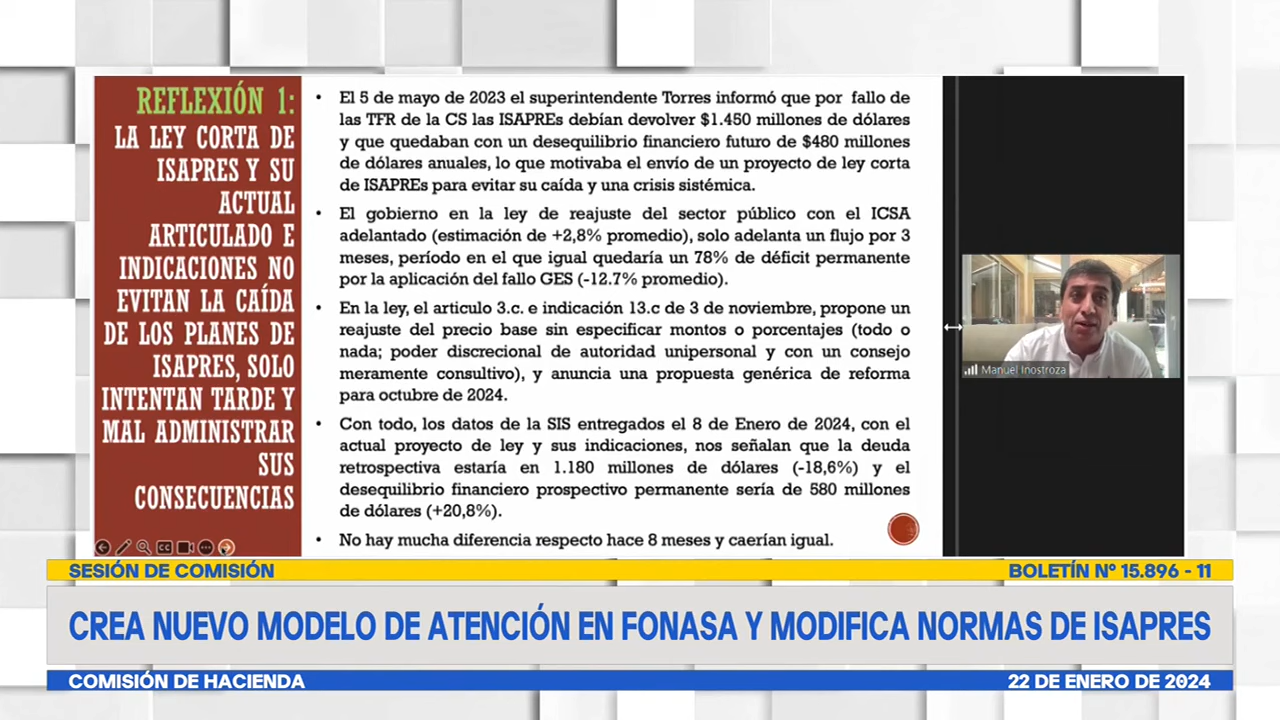 REFLEXIÓN 1:
LA LEY CORTA DE
ISAPRES Y SU
ACTUAL
ARTICULADO E
INDICACIONES NO
EVITAN LA CAÍDA
DE LOS PLANES DE
ISAPRES, SOLO
INTENTAN TARDE Y
MAL ADMINISTRAR
SUS
CONSECUENCIAS
• El 5 de mayo de 2023 el superintendente Torres informó que por fallo de
las TFR de la CS las ISAPREs debían devolver $1.450 millones de dólares
y que quedaban con un desequilibrio financiero futuro de $480 millones
de dólares anuales, lo que motivaba el envío de un proyecto de ley corta
de ISAPREs para evitar su caída y una crisis sistémica.
• El gobierno en la ley de reajuste del sector público con el ICSA
adelantado (estimación de +2,8% promedio), solo adelanta un flujo por 3
meses, período en el que igual quedaría un 78% de déficit permanente
por la aplicación del fallo GES (-12.7% promedio).
• En la ley, el articulo 3.c. e indicación 13.c de 3 de noviembre, propone un
reajuste del precio base sin especificar montos o porcentajes (todo o
nada; poder discrecional de autoridad unipersonal y con un consejo
meramente consultivo), y anuncia una propuesta genérica de reforma
para octubre de 2024.
• Con todo, los datos de la SIS entregados el 8 de Enero de 2024, con el
actual proyecto de ley y sus indicaciones, nos señalan que la deuda
retrospectiva estaría en 1.180 millones de dólares (-18,6%) y el
desequilibrio financiero prospectivo permanente sería de 580 millones
de dólares (+20,8%).
• No hay mucha diferencia respecto hace 8 meses y caerían igual.
CC
Manuel Inostroza
SESIÓN DE COMISIÓN
BOLETÍN N° 15.896 - 11
CREA NUEVO MODELO DE ATENCIÓN EN FONASA Y MODIFICA NORMAS DE ISAPRES
COMISIÓN DE HACIENDA
22 DE ENERO DE 2024